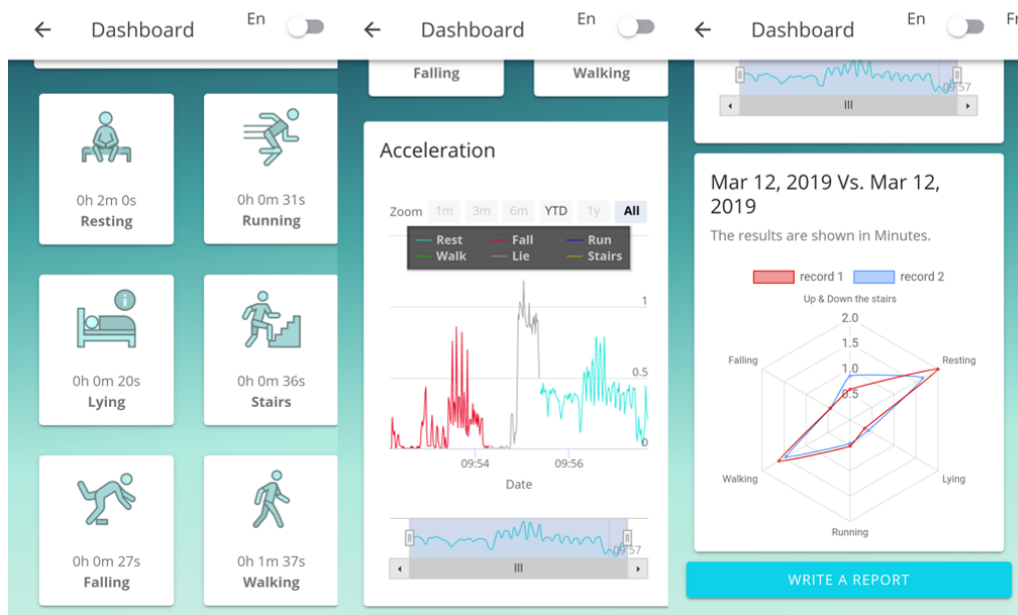 Dashboard
En
0h 2m 0s
Resting
0h 0m 31s
Running
0h 0m 20s
Lying
0h 0m 36s
Stairs
0h 0m 27s
Falling
0h 1m 37s
Walking
Dashboard
En
Falling
Walking
Acceleration
Zoom 1m 3m 6m YTD 1y All
Rest Fall Run
Walk Lie Stairs
1
0.5
0
09:54 09:56
Date
09:57
Dashboard
En
Fr
09:57
Mar 12, 2019 Vs. Mar 12,
2019
The results are shown in Minutes.
record 1 record 2
Up & Down the stairs
2.0
1.5
1.0
0.5
Falling
Resting
Walking
Lying
Running
WRITE A REPORT